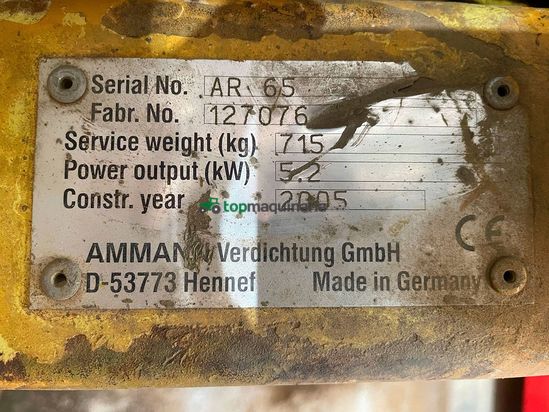 Serial No. AR 65
Fabr. No. 127076
Service weight (kg) 715
Power output (kW) 5.2
Constr. year 2005
topmaquinaria
AMMANN Verdichtung GmbH
D-53773 Hennef Made in Germany
CE